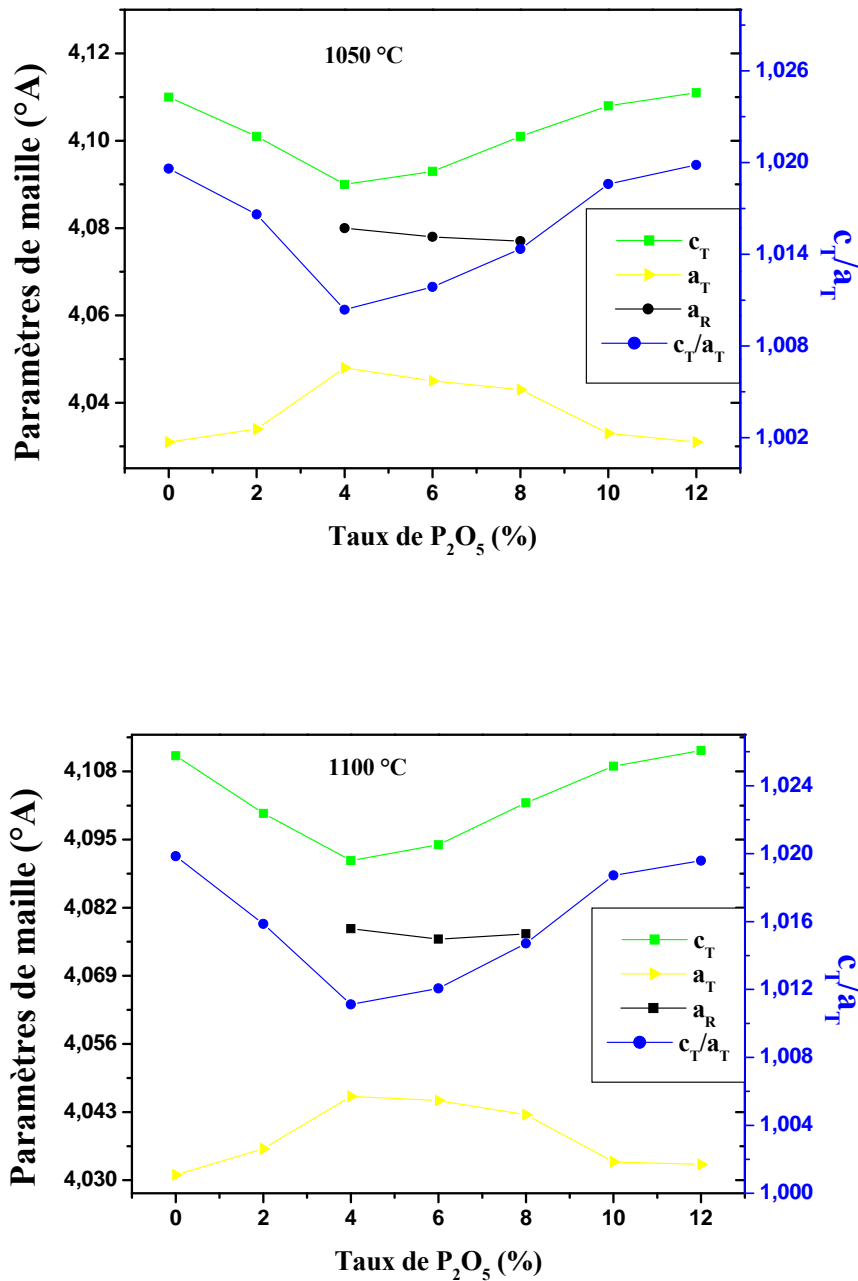 1050 °C
4,12
4,10
4,08
4,06
4,04
Paramètres de maille (°A)
1,026
1,020
1,014
1,008
1,002
c_T/a_T
c_T
a_T
a_R
c_T/a_T
0 2 4 6 8 10 12
Taux de P₂O₅ (%)
1100 °C
4,108
4,095
4,082
4,069
4,056
4,043
4,030
Paramètres de maille (°A)
1,024
1,020
1,016
1,012
1,008
1,004
1,000
c_T/a_T
c_T
a_T
a_R
c_T/a_T
0 2 4 6 8 10 12
Taux de P₂O₅ (%)